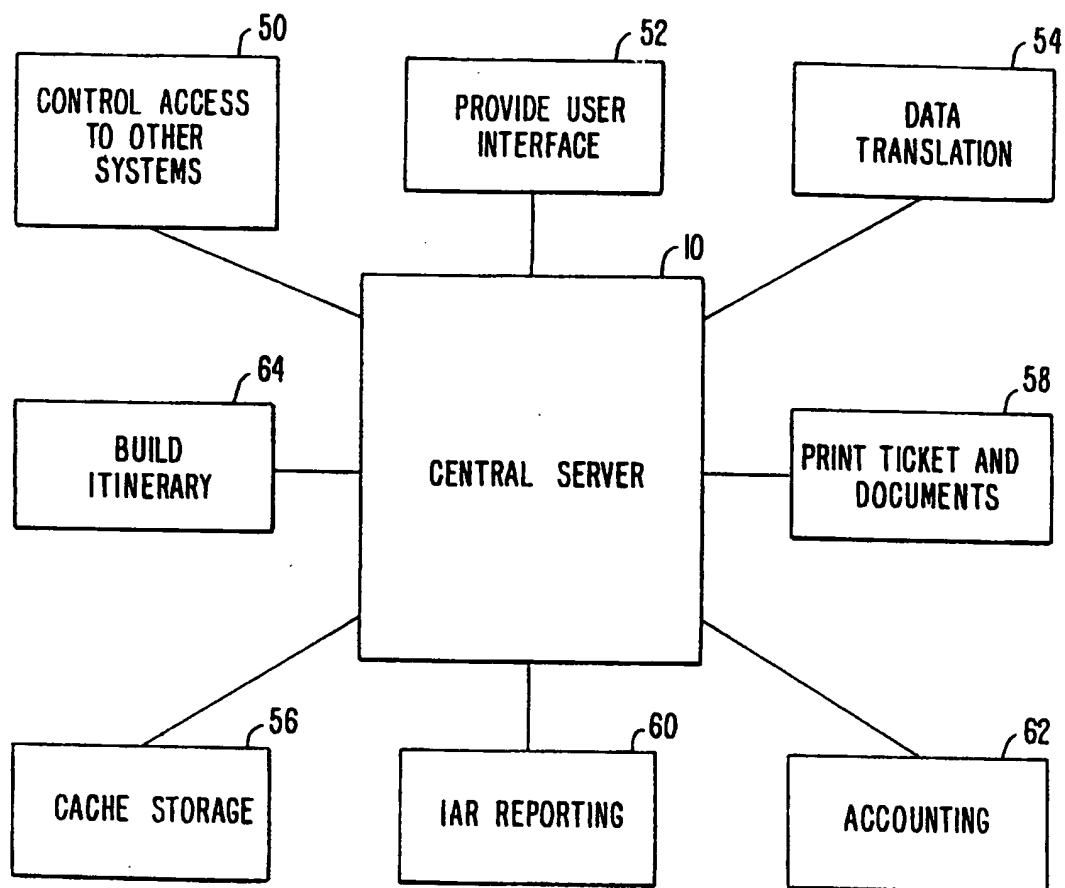 50
CONTROL ACCESS
TO OTHER
SYSTEMS
52
PROVIDE USER
INTERFACE
54
DATA
TRANSLATION
10
CENTRAL SERVER
64
BUILD
ITINERARY
58
PRINT TICKET AND
DOCUMENTS
56
CACHE STORAGE
60
IAR REPORTING
62
ACCOUNTING